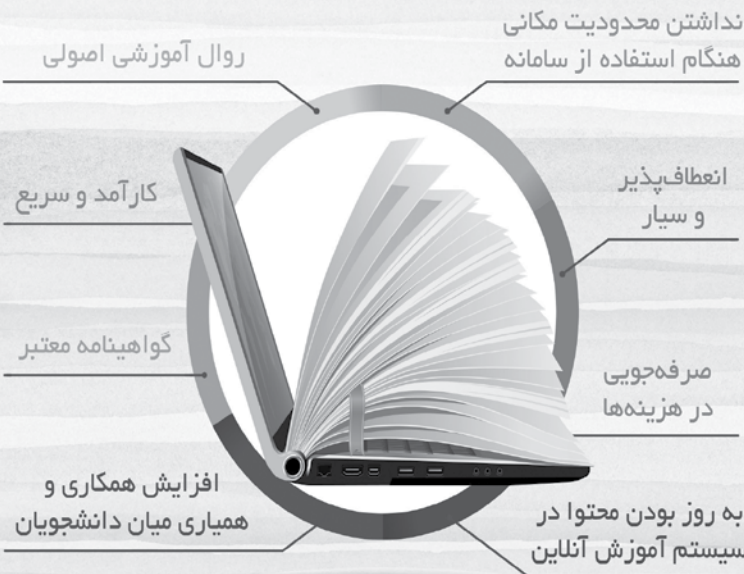 نداشتن محدودیت مکانی
هنگام استفاده از سامانه
روال آموزشی اصولی
انعطاف‌پذیر
و سیار
کارآمد و سریع
صرفه‌جویی
در هزینه‌ها
گواهینامه معتبر
به روز بودن محتوا در
سیستم آموزش آنلاین
افزایش همکاری و
همیاری میان دانشجویان